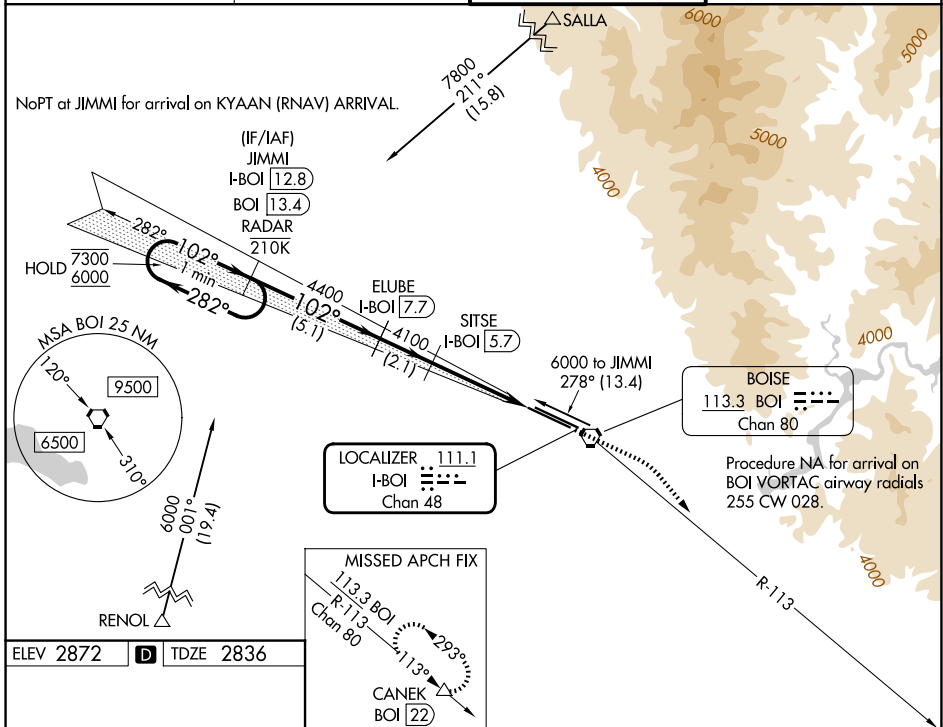 SALLA
6000
5000
7800
211°
(15.8)
NoPT at JIMMI for arrival on KYAAN (RNAV) ARRIVAL.
5000
4000
(IF/IAF)
JIMMI
I-BOI 12.8
BOI 13.4
RADAR
210K
282°
102°
HOLD 7300
6000
1 min
282°
4400
102°
(5.1)
ELUBE
I-BOI 7.7
4100
(2.1)
SITSE
I-BOI 5.7
4000
MSA BOI 25 NM
120°
9500
6500
310°
6000 to JIMMI
278° (13.4)
BOISE
113.3 BOI
Chan 80
LOCALIZER 111.1
I-BOI
Chan 48
Procedure NA for arrival on
BOI VORTAC airway radials
255 CW 028.
6000
001°
(19.4)
RENOL
4000
R-113
MISSED APCH FIX
113.3 BOI
R-113
Chan 80
293°
113°
CANEK
BOI 22
ELEV 2872 D TDZE 2836